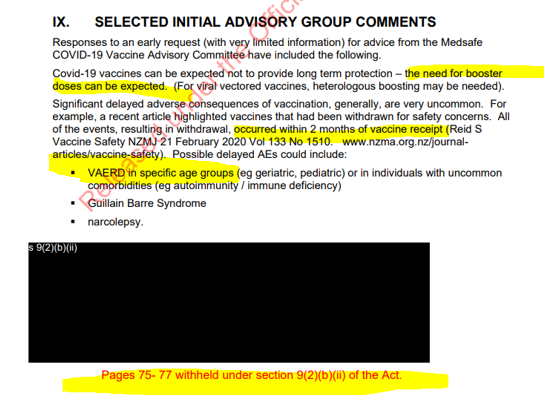 IX. SELECTED INITIAL ADVISORY GROUP COMMENTS
Responses to an early request (with very limited information) for advice from the Medsafe
COVID-19 Vaccine Advisory Committee have included the following.
Covid-19 vaccines can be expected not to provide long term protection – the need for booster
doses can be expected. (For viral vectored vaccines, heterologous boosting may be needed).
Significant delayed adverse consequences of vaccination, generally, are very uncommon. For
example, a recent article highlighted vaccines that had been withdrawn for safety concerns. All
of the events, resulting in withdrawal, occurred within 2 months of vaccine receipt (Reid S
Vaccine Safety NZMJ 21 February 2020 Vol 133 No 1510. www.nzma.org.nz/journal-
articles/vaccine-safety). Possible delayed AEs could include:
▪ VAERD in specific age groups (eg geriatric, pediatric) or in individuals with uncommon
comorbidities (eg autoimmunity / immune deficiency)
▪ Guillain Barre Syndrome
▪ narcolepsy.
Released under the Offici
s 9(2)(b)(ii)
Pages 75- 77 withheld under section 9(2)(b)(ii) of the Act.